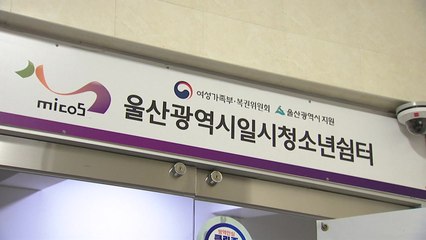 여성가족부·복권위원회 울산광역시 지원
micos 울산광역시일시청소년쉼터